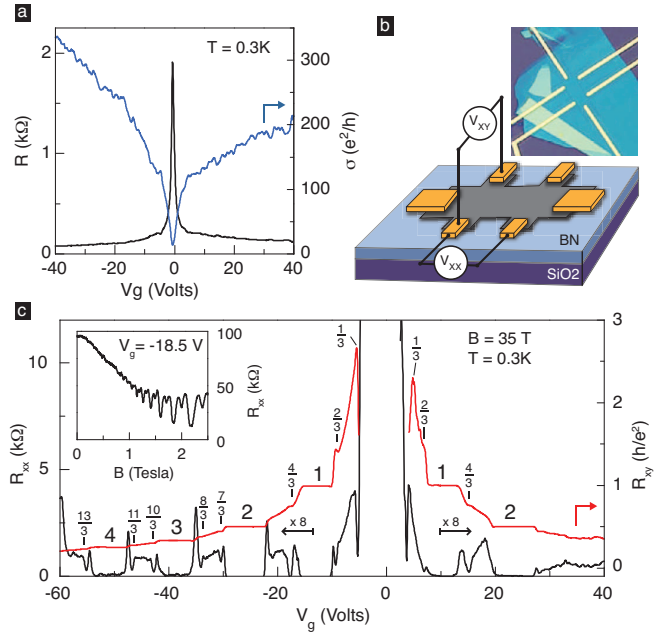 a
T = 0.3K
2
1
0
R (kΩ)
300
200
100
0
σ (e²/h)
-40
-20
0
20
40
Vg (Volts)
b
V_XY
V_XX
BN
SiO2
c
V_g = -18.5 V
100
50
0
R_xx (kΩ)
0
1
2
B (Tesla)
B = 35 T
T = 0.3K
10
5
0
R_xx (kΩ)
3
2
1
0
R_xy (h/e²)
13/3
4
11/3
10/3
3
8/3
7/3
2
4/3
1
2/3
1/3
1/3
2/3
1
4/3
2
x 8
x 8
-60
-40
-20
0
20
40
V_g (Volts)